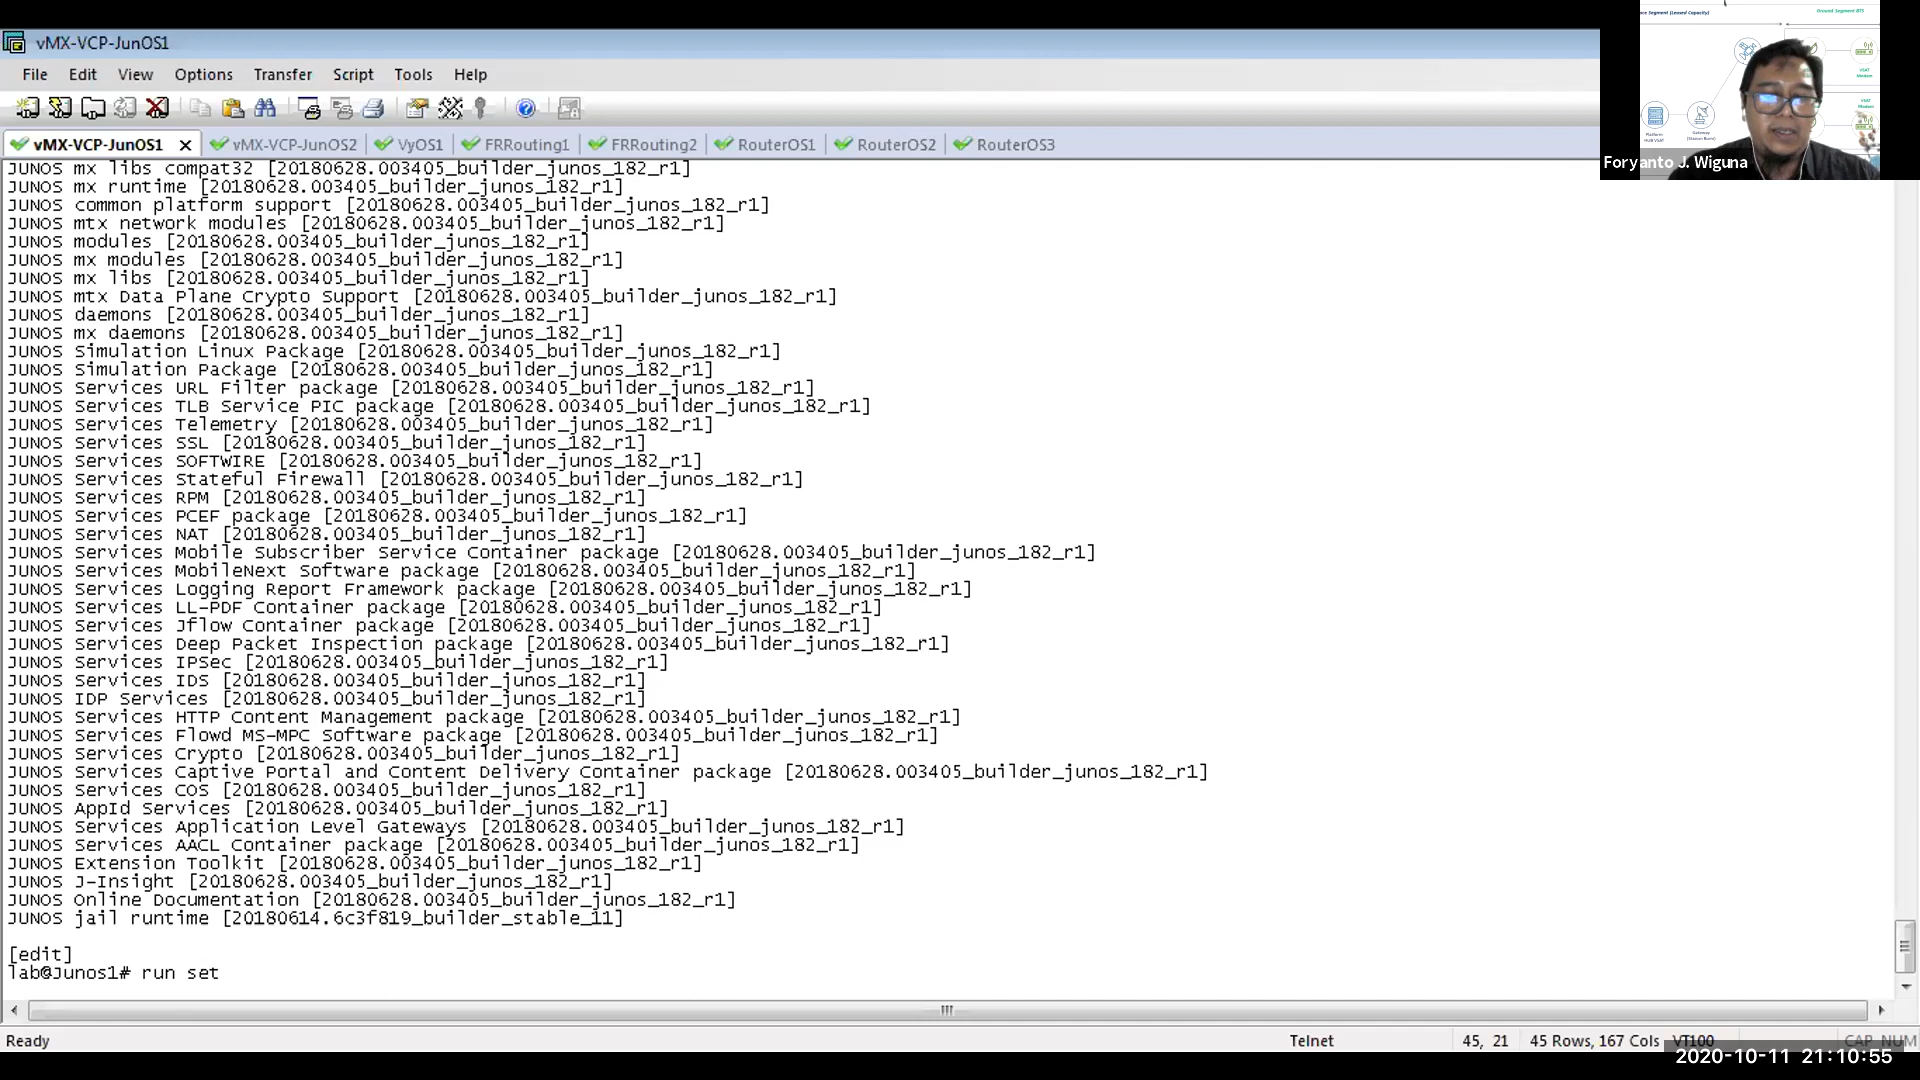 vMX-VCP-JunOS1
File Edit View Options Transfer Script Tools Help
vMX-VCP-JunOS1 vMX-VCP-JunOS2 VyOS1 FRRouting1 FRRouting2 RouterOS1 RouterOS2 RouterOS3
JUNOS mx libs compat32 [20180628.003405_builder_junos_182_r1]
JUNOS mx runtime [20180628.003405_builder_junos_182_r1]
JUNOS common platform support [20180628.003405_builder_junos_182_r1]
JUNOS mtx network modules [20180628.003405_builder_junos_182_r1]
JUNOS modules [20180628.003405_builder_junos_182_r1]
JUNOS mx modules [20180628.003405_builder_junos_182_r1]
JUNOS mx libs [20180628.003405_builder_junos_182_r1]
JUNOS mtx Data Plane Crypto Support [20180628.003405_builder_junos_182_r1]
JUNOS daemons [20180628.003405_builder_junos_182_r1]
JUNOS mx daemons [20180628.003405_builder_junos_182_r1]
JUNOS Simulation Linux Package [20180628.003405_builder_junos_182_r1]
JUNOS Simulation Package [20180628.003405_builder_junos_182_r1]
JUNOS Services URL Filter package [20180628.003405_builder_junos_182_r1]
JUNOS Services TLB Service PIC package [20180628.003405_builder_junos_182_r1]
JUNOS Services Telemetry [20180628.003405_builder_junos_182_r1]
JUNOS Services SSL [20180628.003405_builder_junos_182_r1]
JUNOS Services SOFTWIRE [20180628.003405_builder_junos_182_r1]
JUNOS Services Stateful Firewall [20180628.003405_builder_junos_182_r1]
JUNOS Services RPM [20180628.003405_builder_junos_182_r1]
JUNOS Services PCEF package [20180628.003405_builder_junos_182_r1]
JUNOS Services NAT [20180628.003405_builder_junos_182_r1]
JUNOS Services Mobile Subscriber Service Container package [20180628.003405_builder_junos_182_r1]
JUNOS Services MobileNext Software package [20180628.003405_builder_junos_182_r1]
JUNOS Services Logging Report Framework package [20180628.003405_builder_junos_182_r1]
JUNOS Services LL-PDF Container package [20180628.003405_builder_junos_182_r1]
JUNOS Services Jflow Container package [20180628.003405_builder_junos_182_r1]
JUNOS Services Deep Packet Inspection package [20180628.003405_builder_junos_182_r1]
JUNOS Services IPSec [20180628.003405_builder_junos_182_r1]
JUNOS Services IDS [20180628.003405_builder_junos_182_r1]
JUNOS IDP Services [20180628.003405_builder_junos_182_r1]
JUNOS Services HTTP Content Management package [20180628.003405_builder_junos_182_r1]
JUNOS Services Flowd MS-MPC Software package [20180628.003405_builder_junos_182_r1]
JUNOS Services Crypto [20180628.003405_builder_junos_182_r1]
JUNOS Services Captive Portal and Content Delivery Container package [20180628.003405_builder_junos_182_r1]
JUNOS Services COS [20180628.003405_builder_junos_182_r1]
JUNOS AppId Services [20180628.003405_builder_junos_182_r1]
JUNOS Services Application Level Gateways [20180628.003405_builder_junos_182_r1]
JUNOS Services AACL Container package [20180628.003405_builder_junos_182_r1]
JUNOS Extension Toolkit [20180628.003405_builder_junos_182_r1]
JUNOS J-Insight [20180628.003405_builder_junos_182_r1]
JUNOS Online Documentation [20180628.003405_builder_junos_182_r1]
JUNOS jail runtime [20180614.6c3f819_builder_stable_11]
[edit]
lab@Junos1# run set
Ready Telnet 45, 21 45 Rows, 167 Cols VT100 CAP NUM
2020-10-11 21:10:55
Segment (Leased Capacity)
Ground Segment BTS
VSAT
Modem
VSAT
Platform
HUB VSAT
Gateway
Foryanto J. Wiguna